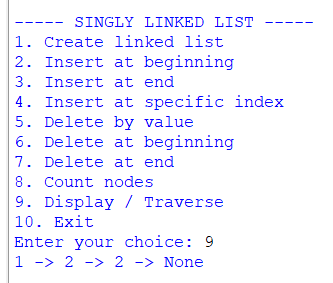 ----- SINGLY LINKED LIST -----
1. Create linked list
2. Insert at beginning
3. Insert at end
4. Insert at specific index
5. Delete by value
6. Delete at beginning
7. Delete at end
8. Count nodes
9. Display / Traverse
10. Exit
Enter your choice: 9
1 -> 2 -> 2 -> None